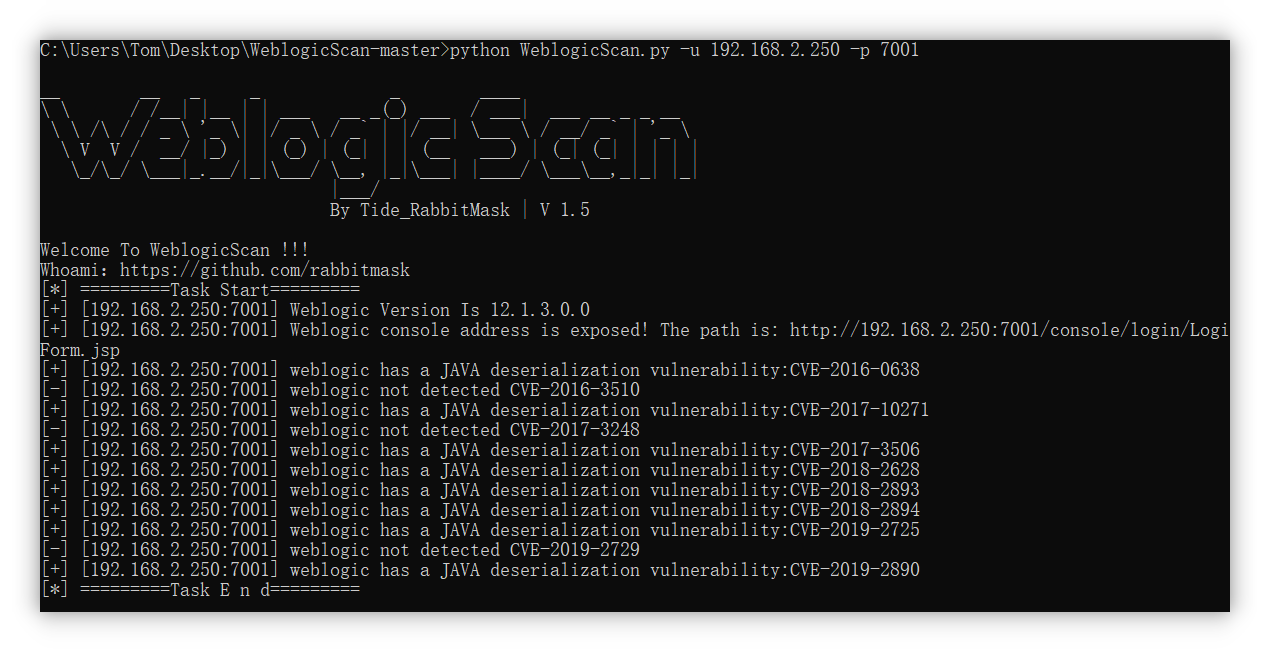 C:\Users\Tom\Desktop\WeblogicScan-master>python WeblogicScan.py -u 192.168.2.250 -p 7001
Weblogic Scan
By Tide_RabbitMask | V 1.5
Welcome To WeblogicScan !!!
Whoami: https://github.com/rabbitmask
[*] =========Task Start=========
[+] [192.168.2.250:7001] Weblogic Version Is 12.1.3.0.0
[+] [192.168.2.250:7001] Weblogic console address is exposed! The path is: http://192.168.2.250:7001/console/login/Logi
Form.jsp
[+] [192.168.2.250:7001] weblogic has a JAVA deserialization vulnerability:CVE-2016-0638
[-] [192.168.2.250:7001] weblogic not detected CVE-2016-3510
[+] [192.168.2.250:7001] weblogic has a JAVA deserialization vulnerability:CVE-2017-10271
[-] [192.168.2.250:7001] weblogic not detected CVE-2017-3248
[+] [192.168.2.250:7001] weblogic has a JAVA deserialization vulnerability:CVE-2017-3506
[+] [192.168.2.250:7001] weblogic has a JAVA deserialization vulnerability:CVE-2018-2628
[+] [192.168.2.250:7001] weblogic has a JAVA deserialization vulnerability:CVE-2018-2893
[+] [192.168.2.250:7001] weblogic has a JAVA deserialization vulnerability:CVE-2018-2894
[+] [192.168.2.250:7001] weblogic has a JAVA deserialization vulnerability:CVE-2019-2725
[-] [192.168.2.250:7001] weblogic not detected CVE-2019-2729
[+] [192.168.2.250:7001] weblogic has a JAVA deserialization vulnerability:CVE-2019-2890
[*] =========Task E n d=========